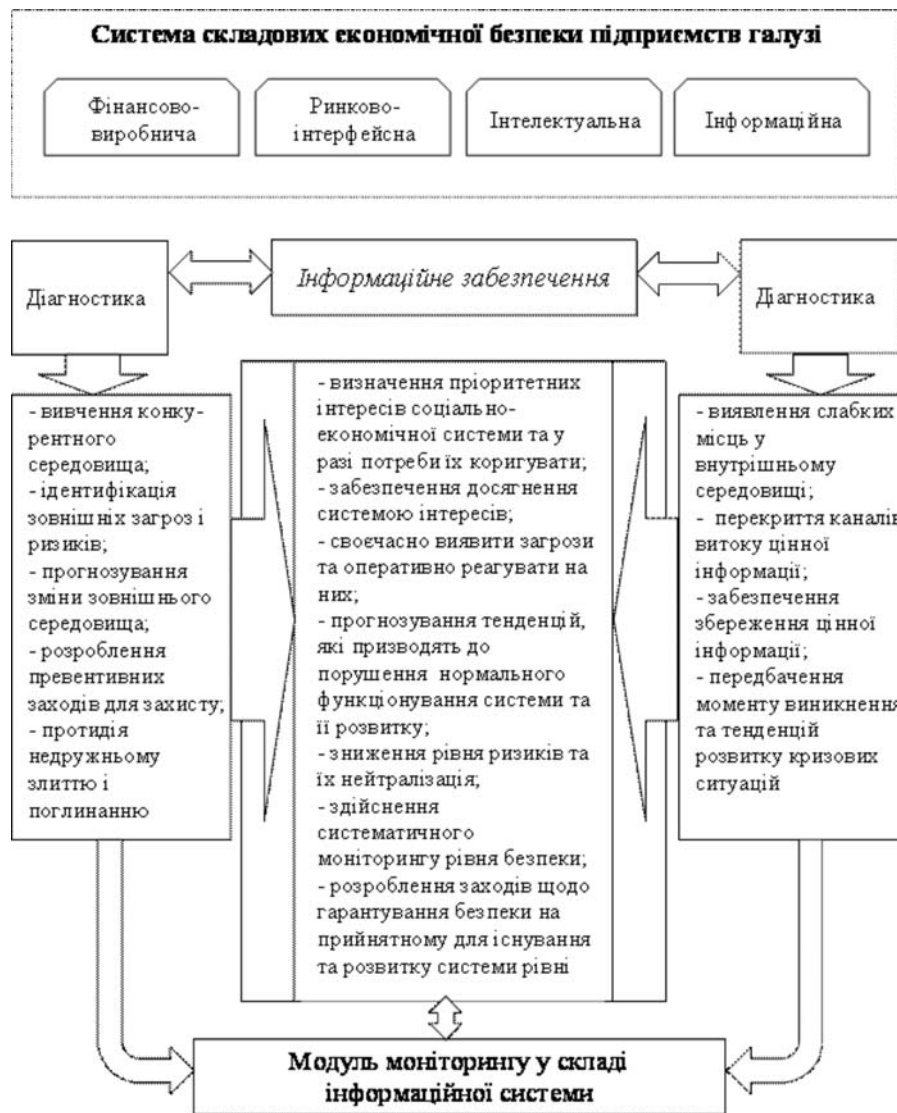 Система складових економічної безпеки підприємств галузі
Фінансово-
виробнича
Ринково-
інтерфейсна
Інтелектуальна
Інформаційна
Діагностика
Інформаційне забезпечення
Діагностика
- вивчення конку-
рентного
середовища;
- ідентифікація
зовнішніх загроз і
ризиків;
- прогнозування
зміни зовнішнього
середовища;
- розроблення
превентивних
заходів для захисту;
- протидія
недружньому
злиттю і
поглинанню
- визначення пріоритетних
інтересів соціально-
економічної системи та у
разі потреби їх коригувати;
- забезпечення досягнення
системою інтересів;
- своєчасно виявити загрози
та оперативно реагувати на
них;
- прогнозування тенденцій,
які призводять до
порушення нормального
функціонування системи та
її розвитку;
- зниження рівня ризиків та
їх нейтралізація;
- здійснення
систематичного
моніторингу рівня безпеки;
- розроблення заходів щодо
гарантування безпеки на
прийнятному для існування
та розвитку системи рівні
- виявлення слабких
місць у
внутрішньому
середовищі;
- перекриття каналів
витоку цінної
інформації;
- забезпечення
збереження цінної
інформації;
- передбачення
моменту виникнення
та тенденцій
розвитку кризових
ситуацій
Модуль моніторингу у складі
інформаційної системи